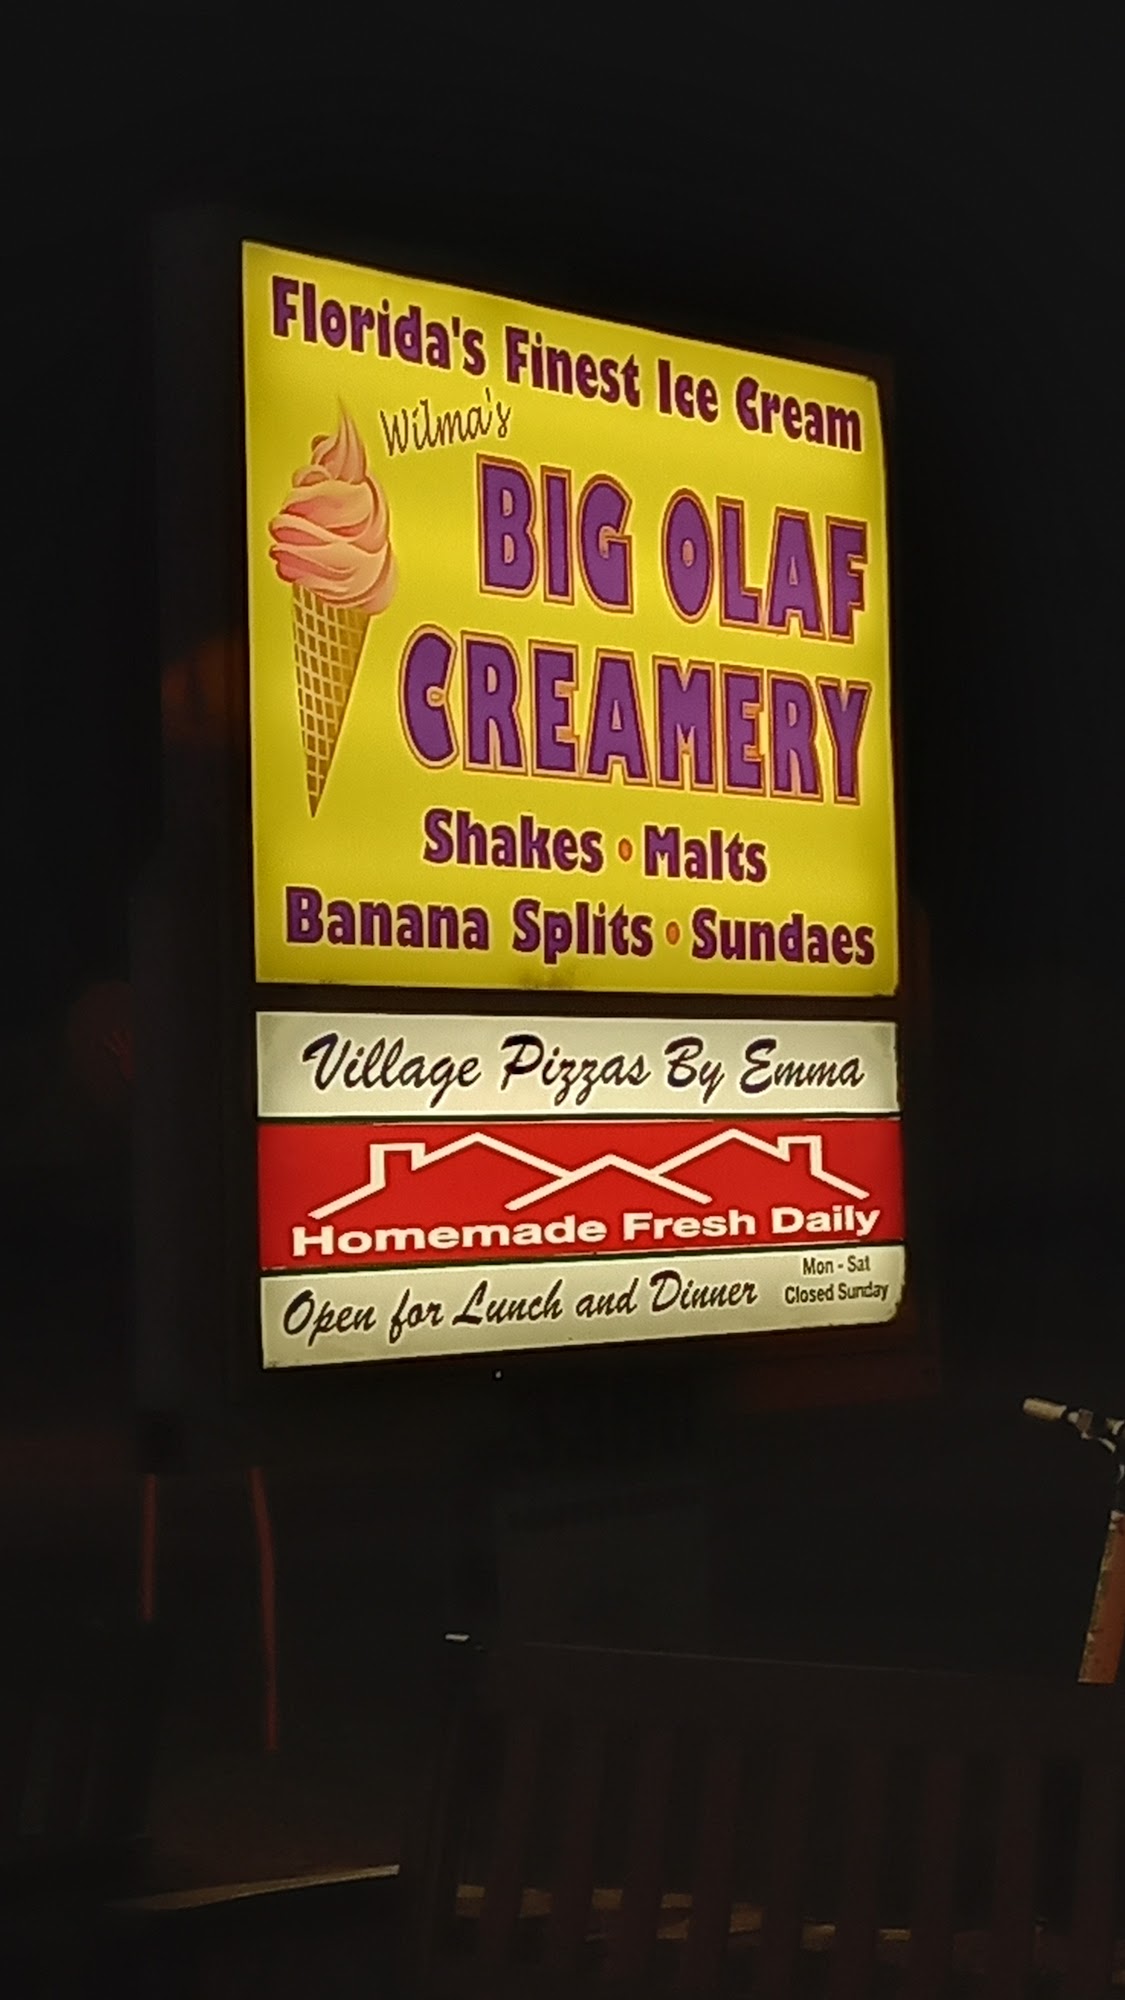 Florida's Finest Ice Cream
Wilma's
BIG OLAF
CREAMERY
Shakes • Malts
Banana Splits • Sundaes
Village Pizzas By Emma
Homemade Fresh Daily
Open for Lunch and Dinner
Mon - Sat
Closed Sunday